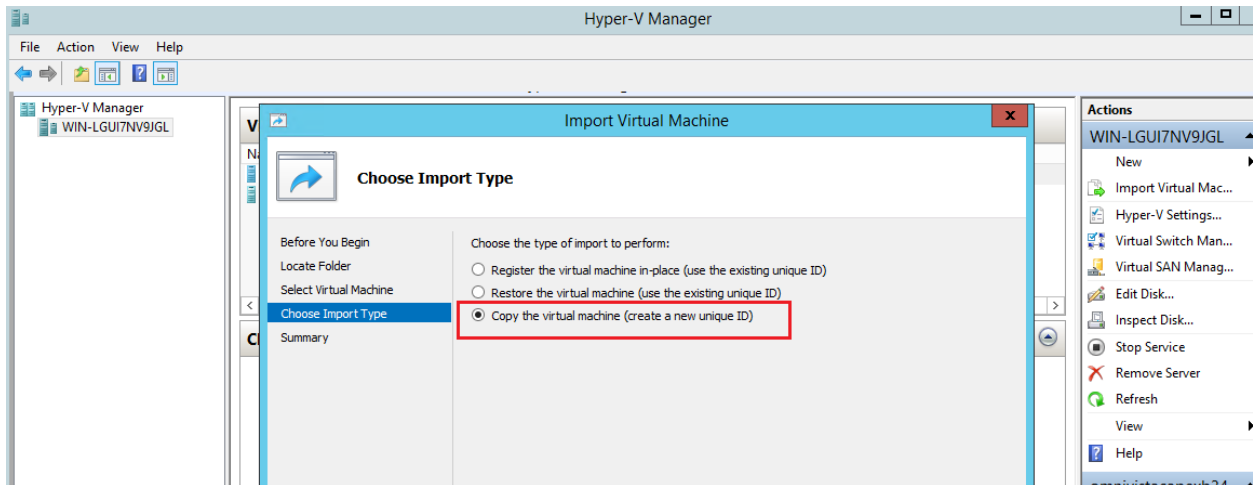 Hyper-V Manager
File Action View Help
Hyper-V Manager
WIN-LGUI7NV9JGL
Import Virtual Machine
Choose Import Type
Before You Begin
Locate Folder
Select Virtual Machine
Choose Import Type
Summary
Choose the type of import to perform:
Register the virtual machine in-place (use the existing unique ID)
Restore the virtual machine (use the existing unique ID)
Copy the virtual machine (create a new unique ID)
Actions
WIN-LGUI7NV9JGL
New
Import Virtual Mac...
Hyper-V Settings...
Virtual Switch Man...
Virtual SAN Manag...
Edit Disk...
Inspect Disk...
Stop Service
Remove Server
Refresh
View
Help